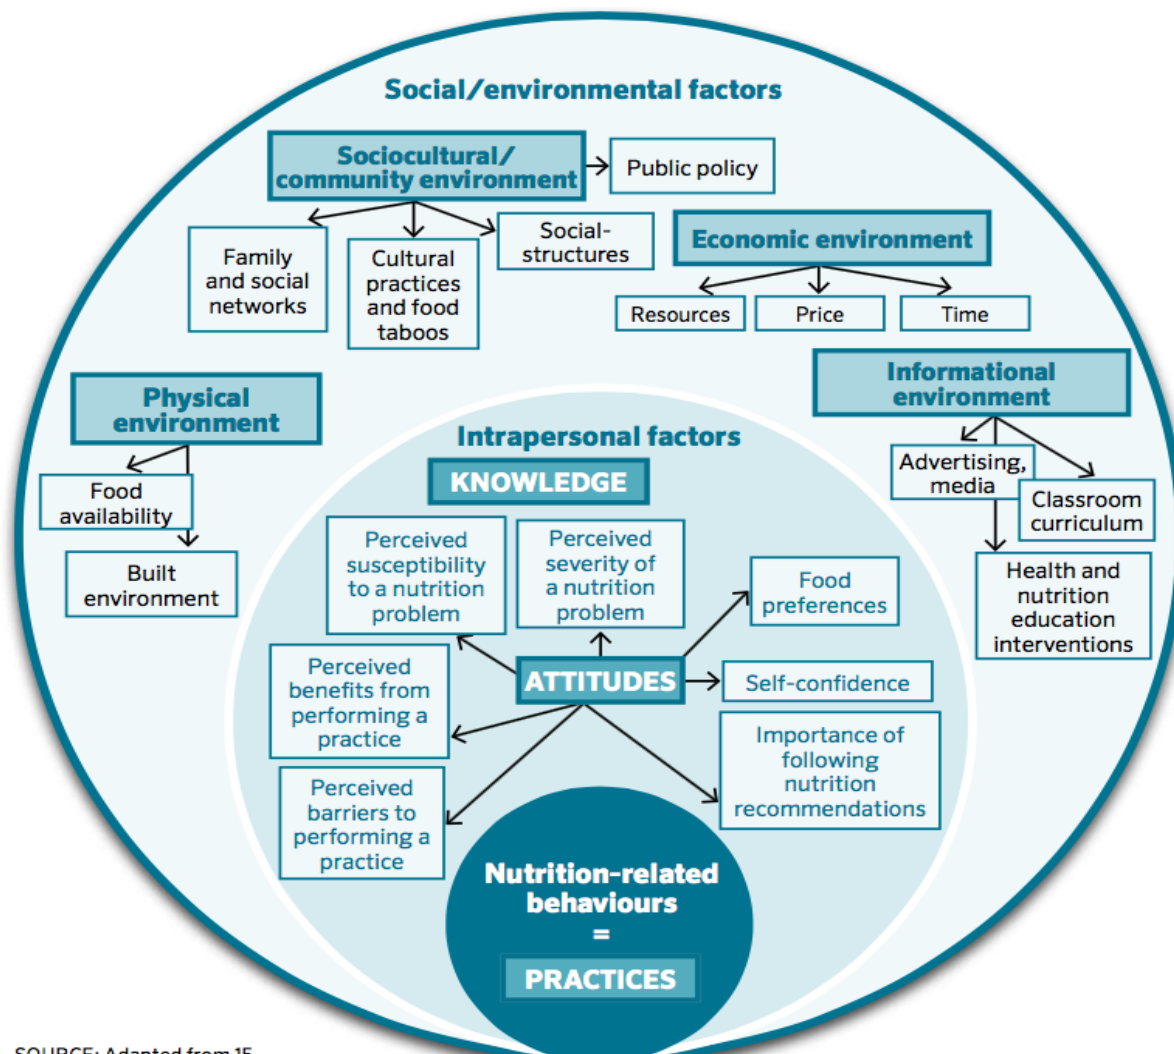 Social/environmental factors
Sociocultural/
community environment
Public policy
Family
and social
networks
Cultural
practices
and food
taboos
Social-
structures
Economic environment
Resources
Price
Time
Physical
environment
Food
availability
Built
environment
Informational
environment
Advertising,
media
Classroom
curriculum
Health and
nutrition
education
interventions
Intrapersonal factors
KNOWLEDGE
Perceived
susceptibility
to a nutrition
problem
Perceived
severity of
a nutrition
problem
Food
preferences
ATTITUDES
Self-confidence
Perceived
benefits from
performing a
practice
Importance of
following
nutrition
recommendations
Perceived
barriers to
performing a
practice
Nutrition-related
behaviours
=
PRACTICES
SOURCE: Adapted from